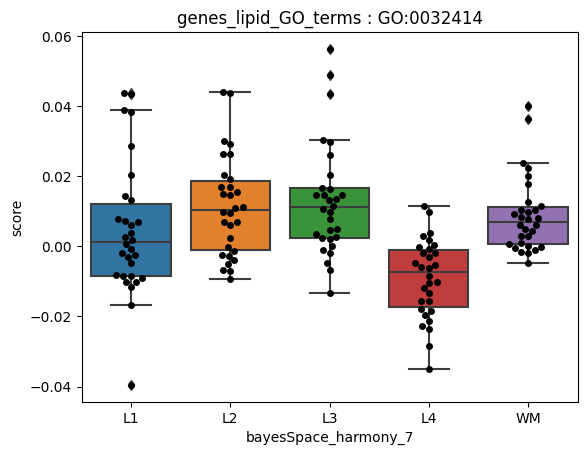 genes_lipid_GO_terms : GO:0032414
0.06
0.04
0.02
0.00
−0.02
−0.04
score
L1 L2 L3 L4 WM
bayesSpace_harmony_7